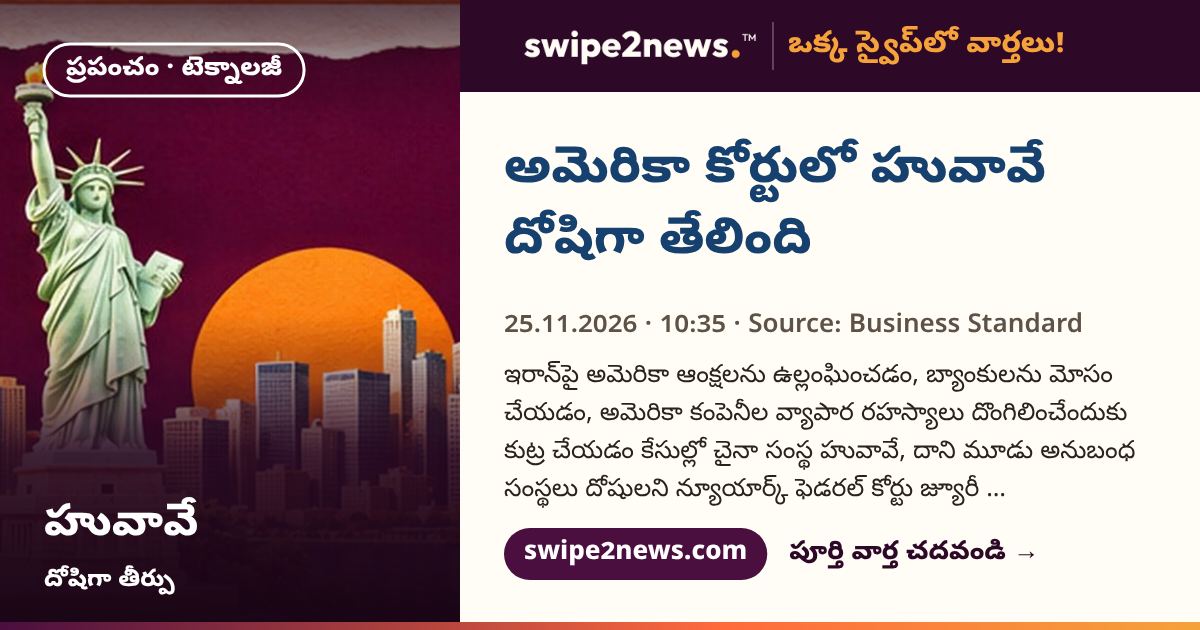 ప్రపంచం · టెక్నాలజీ
హువావే
దోషిగా తీర్పు
swipe2news.™ | ఒక్క స్వైప్‌లో వార్తలు!
అమెరికా కోర్టులో హువావే
దోషిగా తేలింది
25.11.2026 · 10:35 · Source: Business Standard
ఇరాన్‌పై అమెరికా ఆంక్షలను ఉల్లంఘించడం, బ్యాంకులను మోసం
చేయడం, అమెరికా కంపెనీల వ్యాపార రహస్యాలు దొంగిలించేందుకు
కుట్ర చేయడం కేసుల్లో చైనా సంస్థ హువావే, దాని మూడు అనుబంధ
సంస్థలు దోషులని న్యూయార్క్ ఫెడరల్ కోర్టు జ్యూరీ ...
swipe2news.com పూర్తి వార్త చదవండి →